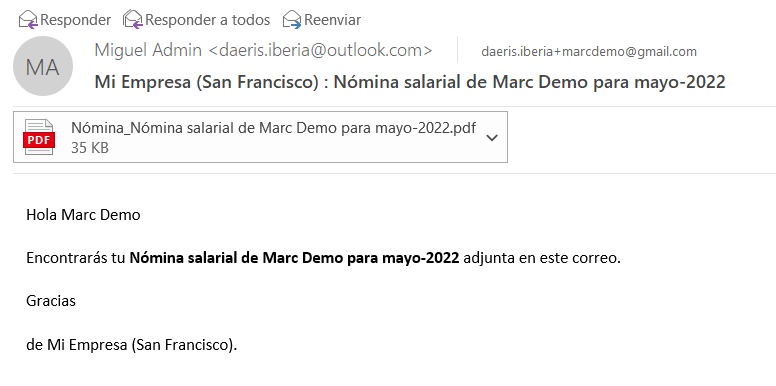 Responder Responder a todos Reenviar
MA
Miguel Admin <daeris.iberia@outlook.com> daeris.iberia+marcdemo@gmail.com
Mi Empresa (San Francisco) : Nómina salarial de Marc Demo para mayo-2022
PDF
Nómina_Nómina salarial de Marc Demo para mayo-2022.pdf
35 KB
Hola Marc Demo
Encontrarás tu Nómina salarial de Marc Demo para mayo-2022 adjunta en este correo.
Gracias
de Mi Empresa (San Francisco).